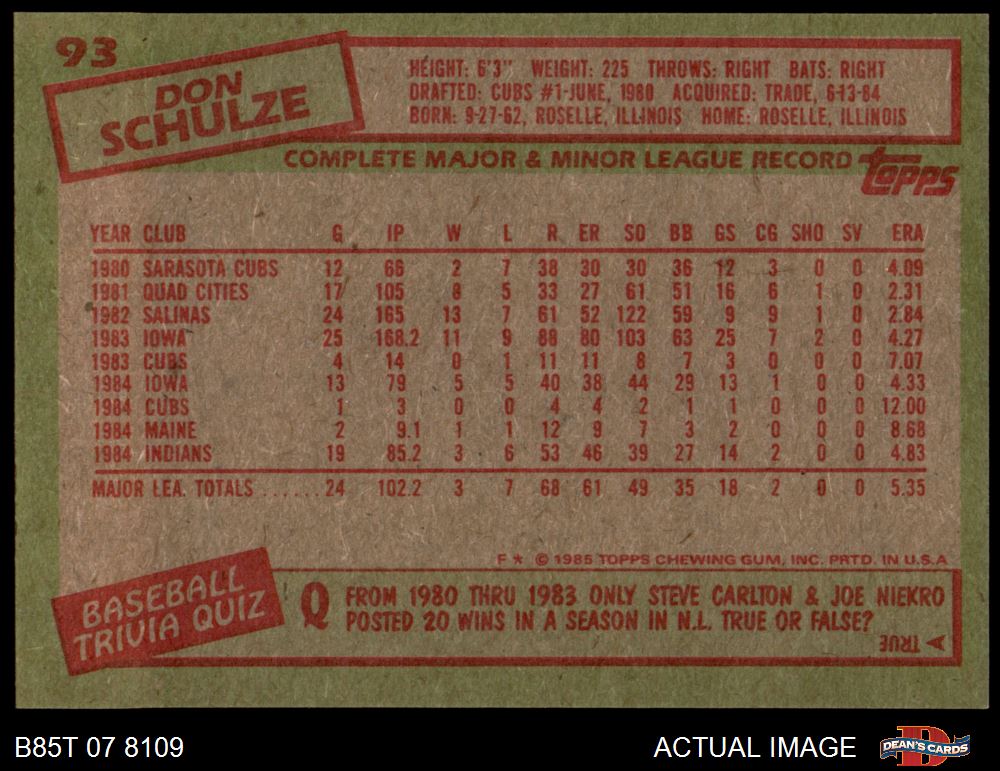 93
DON
SCHULZE
HEIGHT: 6'3" WEIGHT: 225 THROWS: RIGHT BATS: RIGHT
DRAFTED: CUBS #1-JUNE, 1980 ACQUIRED: TRADE, 6-13-84
BORN: 9-27-62, ROSELLE, ILLINOIS HOME: ROSELLE, ILLINOIS
COMPLETE MAJOR & MINOR LEAGUE RECORD topps
YEAR CLUB G IP W L R ER SO BB GS CG SHO SV ERA
1980 SARASOTA CUBS 12 66 2 7 38 30 30 36 12 3 0 0 4.09
1981 QUAD CITIES 17 105 8 5 33 27 61 51 16 6 1 0 2.31
1982 SALINAS 24 165 13 7 61 52 122 59 9 9 1 0 2.84
1983 IOWA 25 168.2 11 9 88 80 103 63 25 7 2 0 4.27
1983 CUBS 4 14 0 1 11 11 8 7 3 0 0 0 7.07
1984 IOWA 13 79 5 5 40 38 44 29 13 1 0 0 4.33
1984 CUBS 1 3 0 0 4 4 2 1 1 0 0 0 12.00
1984 MAINE 2 9.1 1 1 12 9 7 3 2 0 0 0 8.68
1984 INDIANS 19 85.2 3 6 53 46 39 27 14 2 0 0 4.83
MAJOR LEA. TOTALS ......24 102.2 3 7 68 61 49 35 18 2 0 0 5.35
F * © 1985 TOPPS CHEWING GUM, INC. PRTD. IN U.S.A
BASEBALL
TRIVIA QUIZ
Q FROM 1980 THRU 1983 ONLY STEVE CARLTON & JOE NIEKRO
POSTED 20 WINS IN A SEASON IN N.L. TRUE OR FALSE?
A TRUE
B85T 07 8109
ACTUAL IMAGE
DEAN'S CARDS